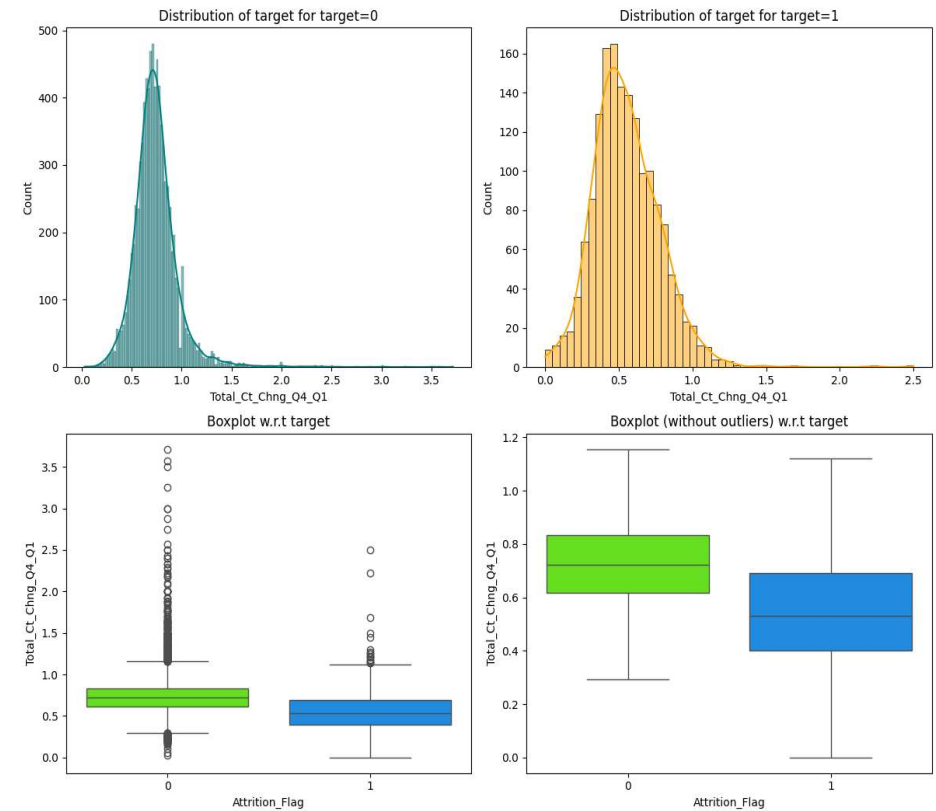 Distribution of target for target=0
500
400
300
200
100
0
Count
0.0 0.5 1.0 1.5 2.0 2.5 3.0 3.5
Total_Ct_Chng_Q4_Q1
Distribution of target for target=1
160
140
120
100
80
60
40
20
0
Count
0.0 0.5 1.0 1.5 2.0 2.5
Total_Ct_Chng_Q4_Q1
Boxplot w.r.t target
3.5
3.0
2.5
2.0
1.5
1.0
0.5
0.0
Total_Ct_Chng_Q4_Q1
0 1
Attrition_Flag
Boxplot (without outliers) w.r.t target
1.2
1.0
0.8
0.6
0.4
0.2
0.0
Total_Ct_Chng_Q4_Q1
0 1
Attrition_Flag